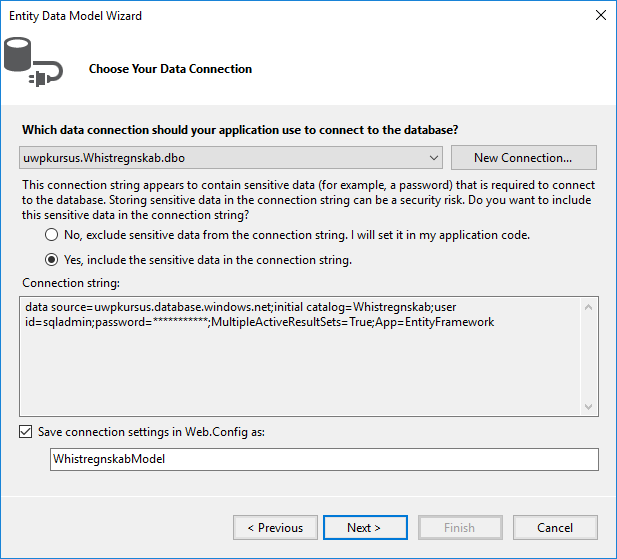 Entity Data Model Wizard
Choose Your Data Connection
Which data connection should your application use to connect to the database?
uwpkursus.Whistregnskab.dbo
New Connection...
This connection string appears to contain sensitive data (for example, a password) that is required to connect
to the database. Storing sensitive data in the connection string can be a security risk. Do you want to include
this sensitive data in the connection string?
No, exclude sensitive data from the connection string. I will set it in my application code.
Yes, include the sensitive data in the connection string.
Connection string:
data source=uwpkursus.database.windows.net;initial catalog=Whistregnskab;user
id=sqladmin;password=***********;MultipleActiveResultSets=True;App=EntityFramework
Save connection settings in Web.Config as:
WhistregnskabModel
< Previous
Next >
Finish
Cancel